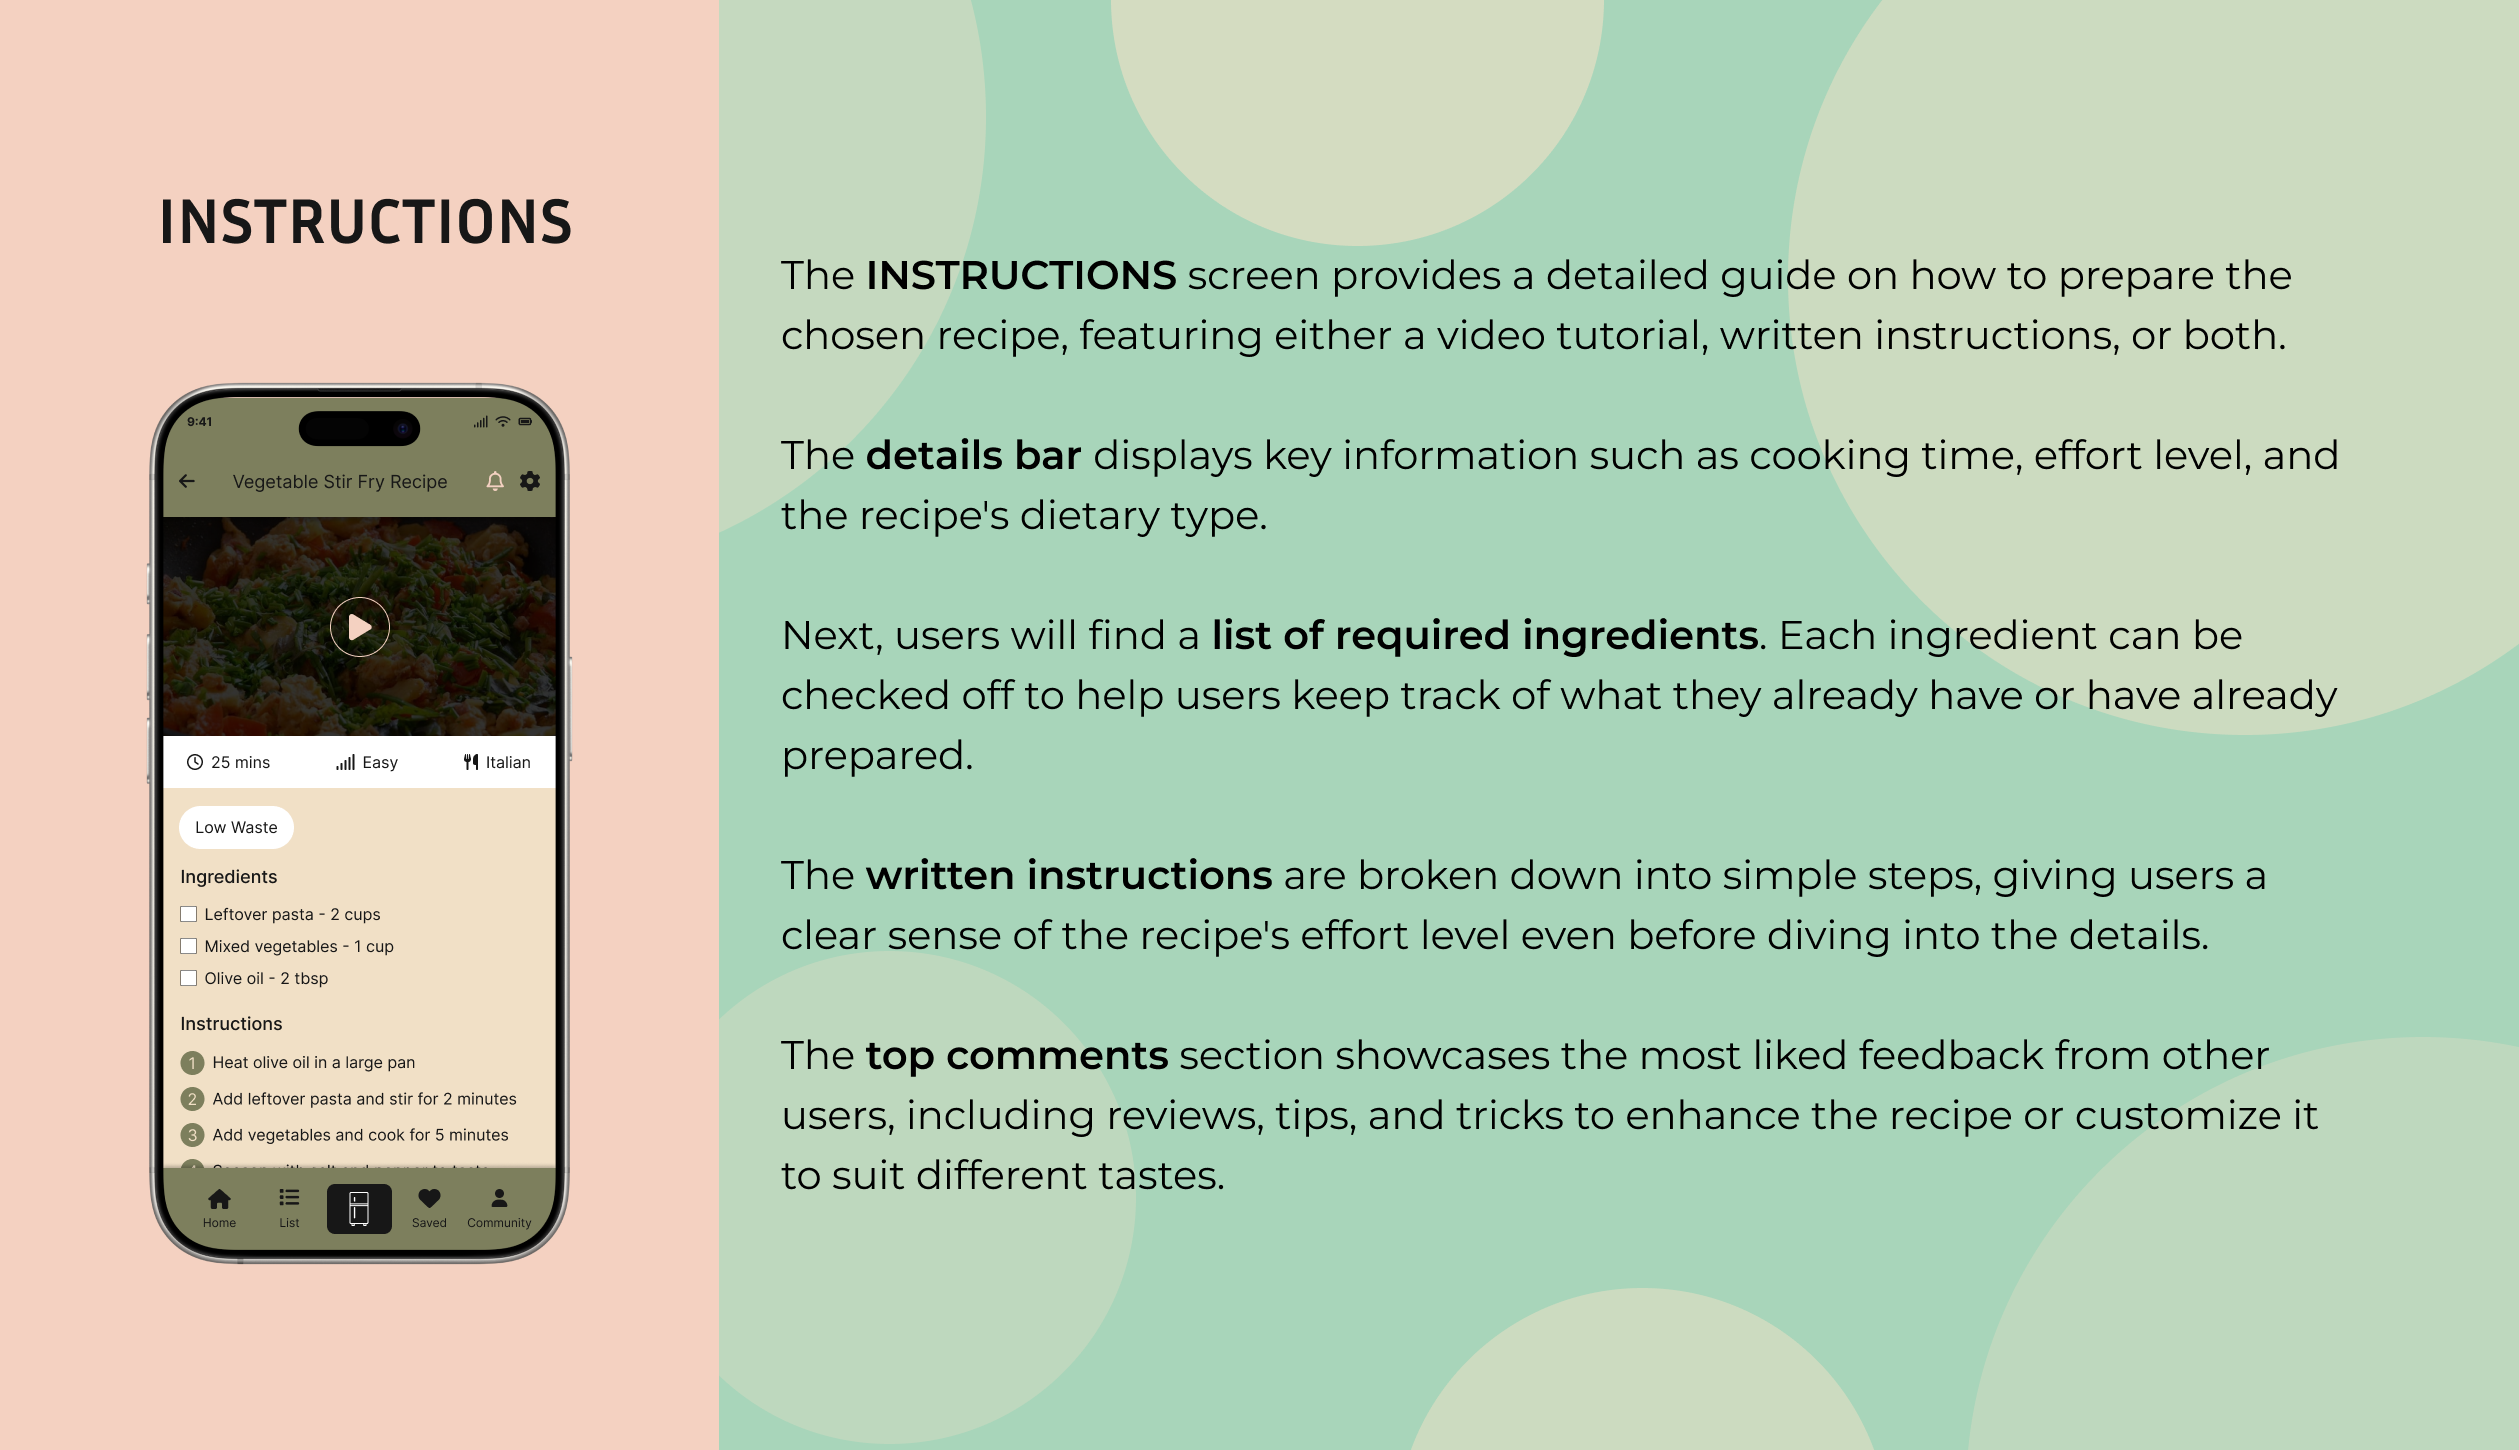 INSTRUCTIONS
9:41
Vegetable Stir Fry Recipe
25 mins
Easy
Italian
Low Waste
Ingredients
Leftover pasta - 2 cups
Mixed vegetables - 1 cup
Olive oil - 2 tbsp
Instructions
1 Heat olive oil in a large pan
2 Add leftover pasta and stir for 2 minutes
3 Add vegetables and cook for 5 minutes
Home
List
Saved
Community
The INSTRUCTIONS screen provides a detailed guide on how to prepare the
chosen recipe, featuring either a video tutorial, written instructions, or both.
The details bar displays key information such as cooking time, effort level, and
the recipe's dietary type.
Next, users will find a list of required ingredients. Each ingredient can be
checked off to help users keep track of what they already have or have already
prepared.
The written instructions are broken down into simple steps, giving users a
clear sense of the recipe's effort level even before diving into the details.
The top comments section showcases the most liked feedback from other
users, including reviews, tips, and tricks to enhance the recipe or customize it
to suit different tastes.